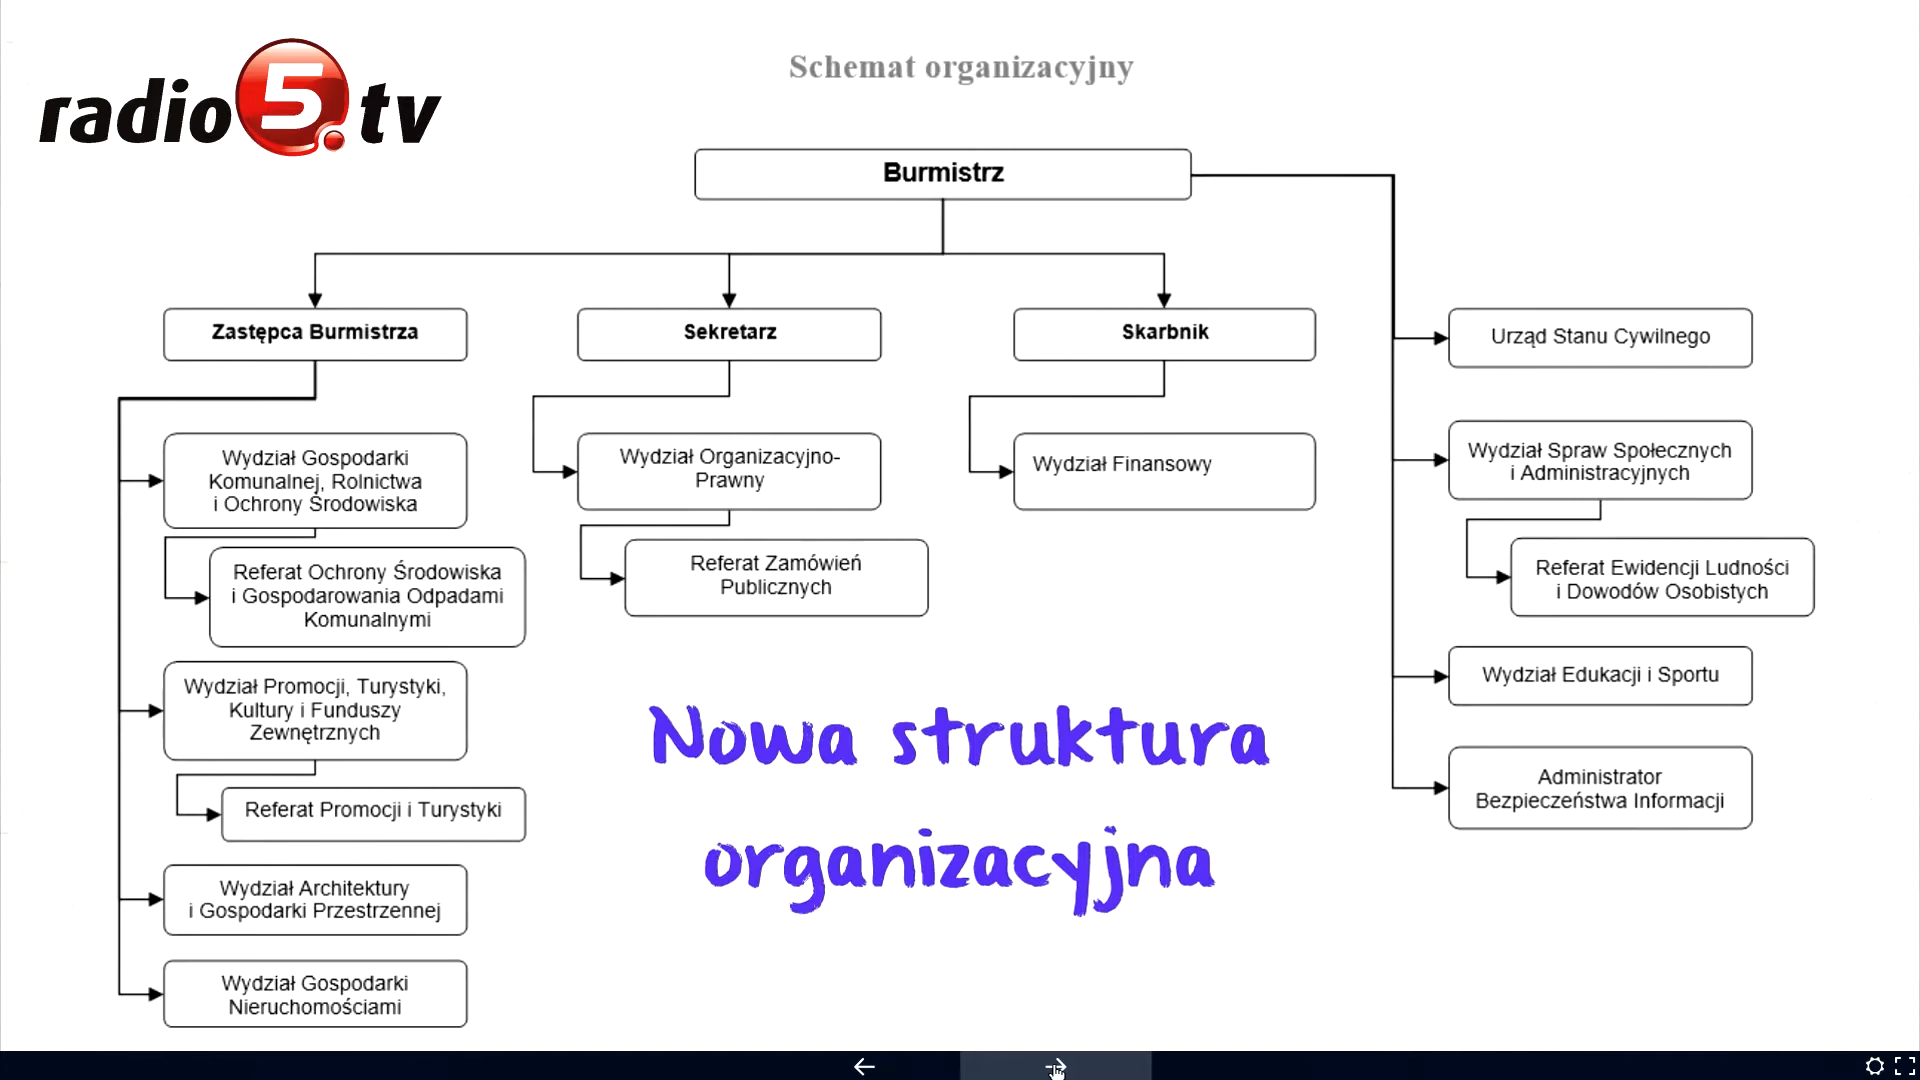 radio5.tv
Schemat organizacyjny
Burmistrz
Zastępca Burmistrza
Sekretarz
Skarbnik
Urząd Stanu Cywilnego
Wydział Gospodarki
Komunalnej, Rolnictwa
i Ochrony Środowiska
Referat Ochrony Środowiska
i Gospodarowania Odpadami
Komunalnymi
Wydział Promocji, Turystyki,
Kultury i Funduszy
Zewnętrznych
Referat Promocji i Turystyki
Wydział Architektury
i Gospodarki Przestrzennej
Wydział Gospodarki
Nieruchomościami
Wydział Organizacyjno-
Prawny
Referat Zamówień
Publicznych
Wydział Finansowy
Wydział Spraw Społecznych
i Administracyjnych
Referat Ewidencji Ludności
i Dowodów Osobistych
Wydział Edukacji i Sportu
Administrator
Bezpieczeństwa Informacji
Nowa struktura
organizacyjna